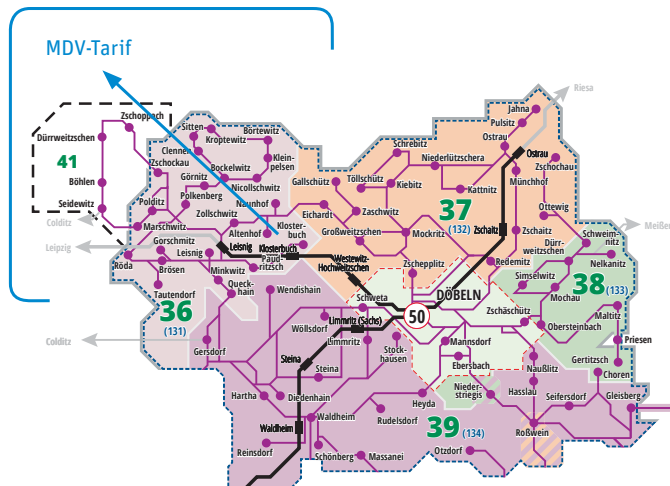 MDV-Tarif
Riesa
Jahna
Pulsitz
Ostrau
Ostrau
Zschoppach
Sitten
Kroptewitz
Börtewitz
Dürrweitzschen
Clennen
Klein-
pelsen
Schrebitz
Niederlützschera
Zschochau
41
Zschockau
Bockelwitz
Görnitz
Gallschütz
Töllschütz
Kiebitz
Kattnitz
Münchhof
Böhlen
Polkenberg
Nicollschwitz
Seidewitz
Polditz
Zollschwitz
Naunhof
Eichardt
Zaschwitz
37
(132)
Ottewig
Colditz
Marschwitz
Altenhof
Kloster-
buch
Großweitzschen
Mockritz
Zschaitz
Zschaitz
Schweim-
nitz
Meißen
Leipzig
Gorschmitz
Leisnig
Leisnig
Klosterbuch
Paud-
ritzsch
Westewitz-
Hochweitzschen
Dürr-
weitzschen
Nelkanitz
Röda
Brösen
Minkwitz
Zschepplitz
Redemitz
Simselwitz
38
(133)
Tautendorf
Queck-
hain
Wendishain
Schweta
DÖBELN
Mochau
Maltitz
36
(131)
50
Zschäschütz
Obersteinbach
Wöllsdorf
Limmritz (Sachs)
Limmritz
Colditz
Gersdorf
Stock-
hausen
Mannsdorf
Priesen
Steina
Steina
Ebersbach
Naußlitz
Gertitzsch
Choren
Hartha
Diedenhain
Nieder-
striegis
Hasslau
Seifersdorf
Gleisberg
Waldheim
Waldheim
Rudelsdorf
Heyda
39
(134)
Roßwein
Reinsdorf
Schönberg
Massanei
Otzdorf